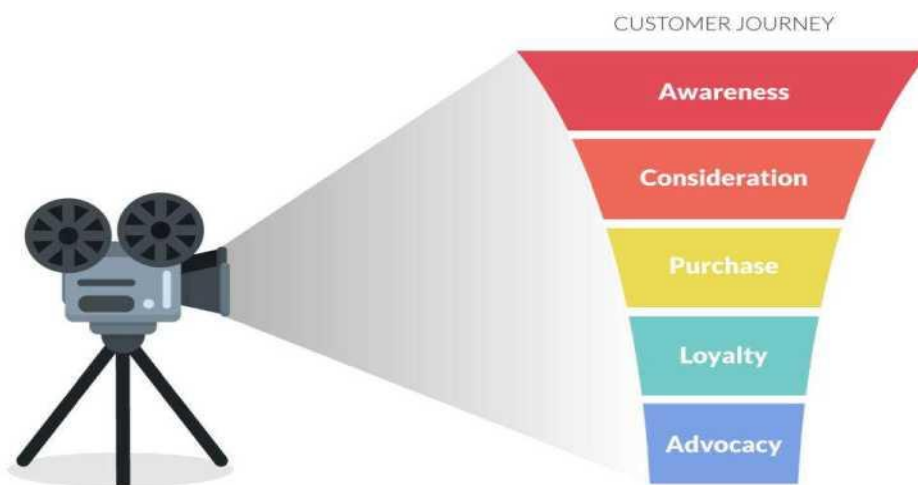 CUSTOMER JOURNEY
Awareness
Consideration
Purchase
Loyalty
Advocacy